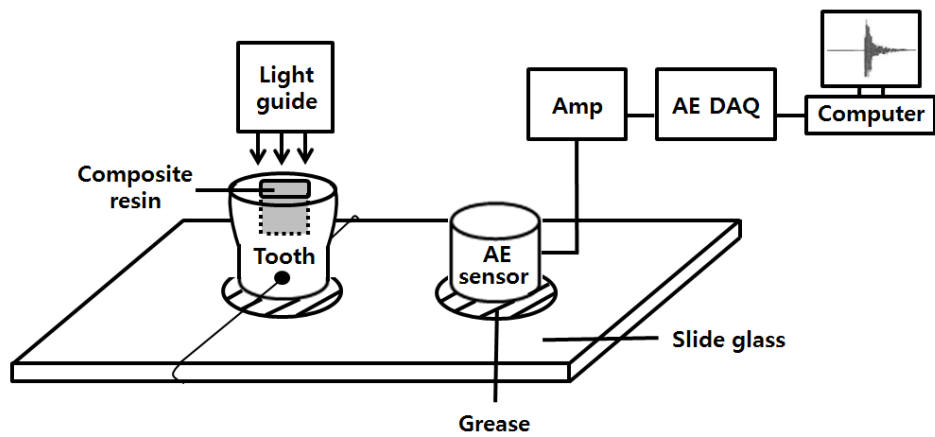 Light
guide
Amp
AE DAQ
Computer
Composite
resin
Tooth
AE
sensor
Slide glass
Grease